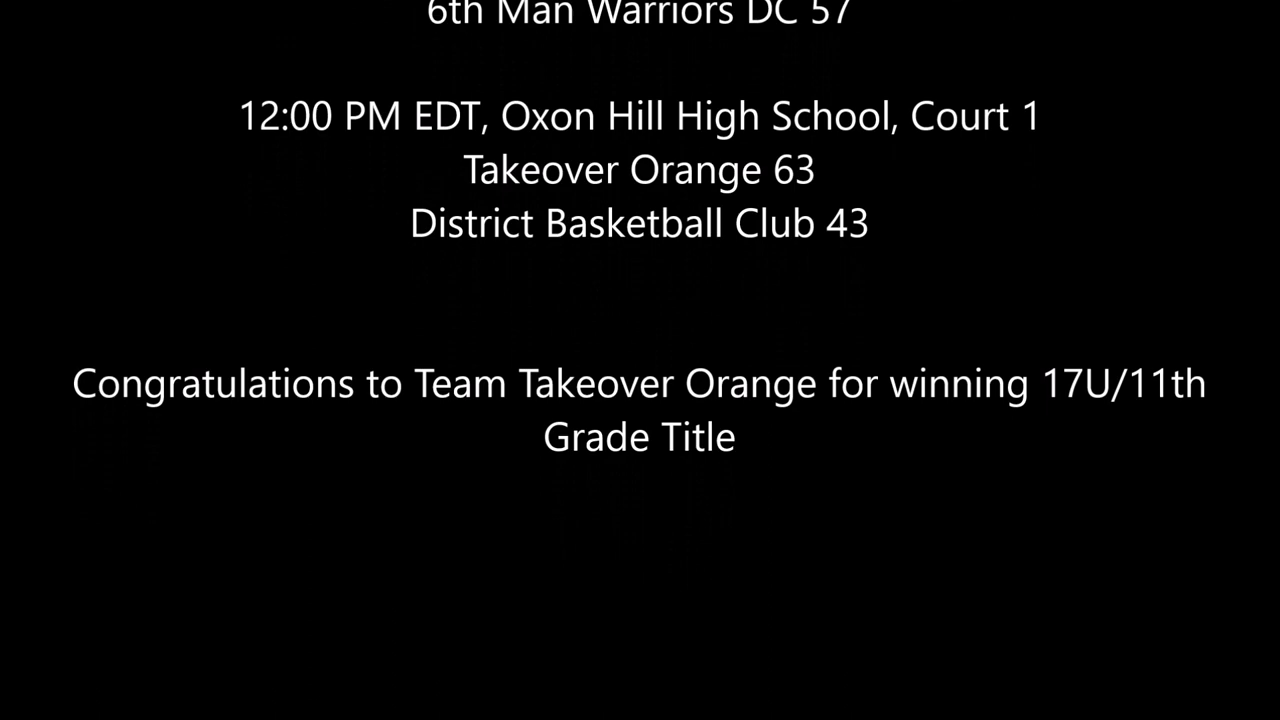 6th Man Warriors DC 57
12:00 PM EDT, Oxon Hill High School, Court 1
Takeover Orange 63
District Basketball Club 43
Congratulations to Team Takeover Orange for winning 17U/11th
Grade Title